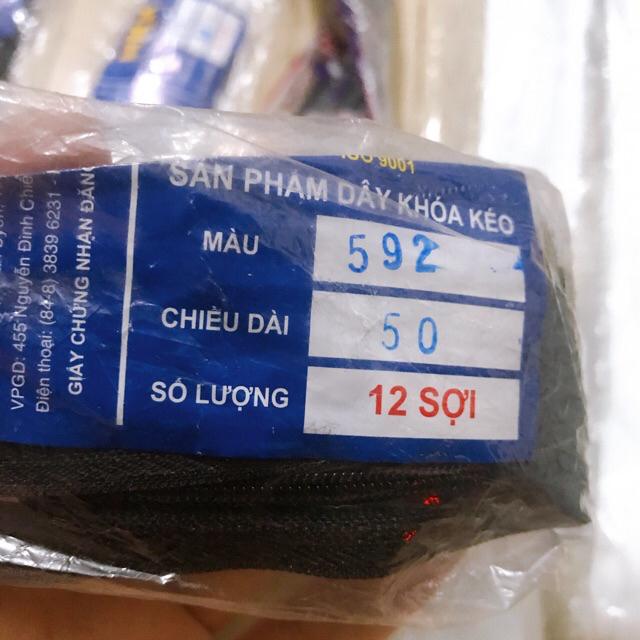 ISO 9001
SẢN PHẨM DÂY KHÓA KÉO
MÀU 592
CHIỀU DÀI 50
SỐ LƯỢNG 12 SỢI
VPGD: 455 Nguyễn Đình
Điện thoại: (84-8) 3839 6231 -
GIẤY CHỨNG NHẬN ĐĂNG